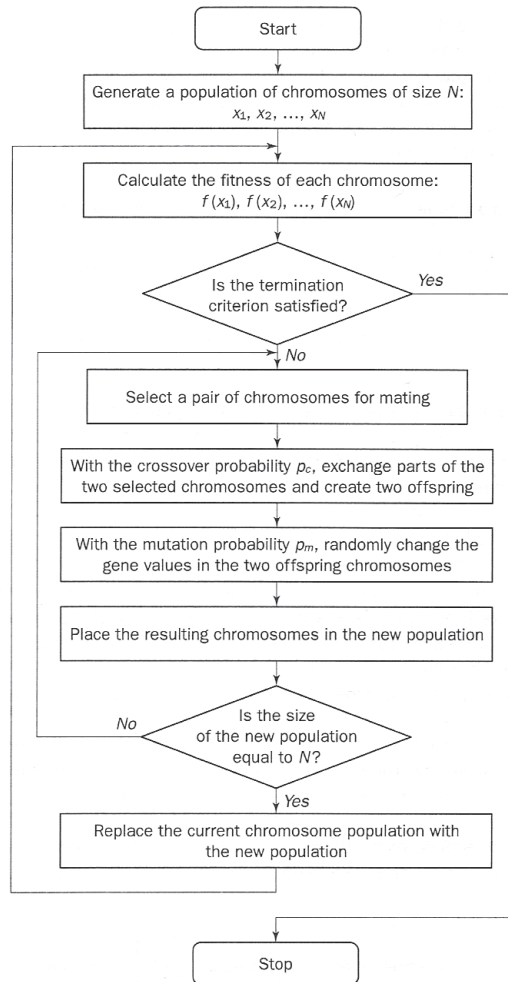 Start
Generate a population of chromosomes of size N:
x₁, x₂, ..., x_N
Calculate the fitness of each chromosome:
f (x₁), f (x₂), ..., f (x_N)
Is the termination
criterion satisfied?
Yes
No
Select a pair of chromosomes for mating
With the crossover probability p_c, exchange parts of the
two selected chromosomes and create two offspring
With the mutation probability p_m, randomly change the
gene values in the two offspring chromosomes
Place the resulting chromosomes in the new population
Is the size
of the new population
equal to N?
No
Yes
Replace the current chromosome population with
the new population
Stop